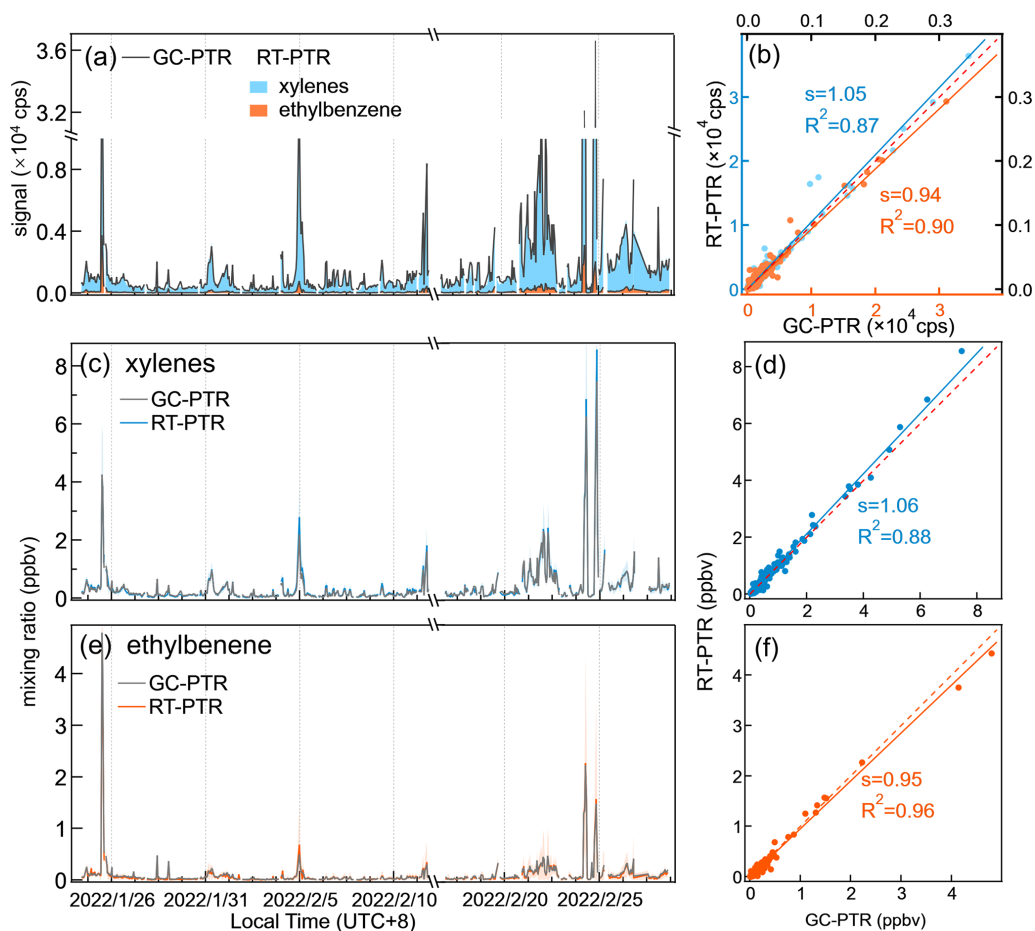 (a)
GC-PTR RT-PTR
xylenes
ethylbenzene
3.6
3.2
0.8
0.4
0.0
signal (×10⁴ cps)
0.0 0.1 0.2 0.3
(b)
s=1.05
R²=0.87
s=0.94
R²=0.90
3
2
1
0
RT-PTR (×10⁴ cps)
0.3
0.2
0.1
0.0
0 1 2 3
GC-PTR (×10⁴ cps)
(c) xylenes
GC-PTR
RT-PTR
8
6
4
2
0
(d)
s=1.06
R²=0.88
8
6
4
2
0
0 2 4 6 8
(e) ethylbenene
GC-PTR
RT-PTR
4
3
2
1
0
mixing ratio (ppbv)
2022/1/26 2022/1/31 2022/2/5 2022/2/10 2022/2/20 2022/2/25
Local Time (UTC+8)
(f)
s=0.95
R²=0.96
4
3
2
1
0
RT-PTR (ppbv)
0 1 2 3 4
GC-PTR (ppbv)